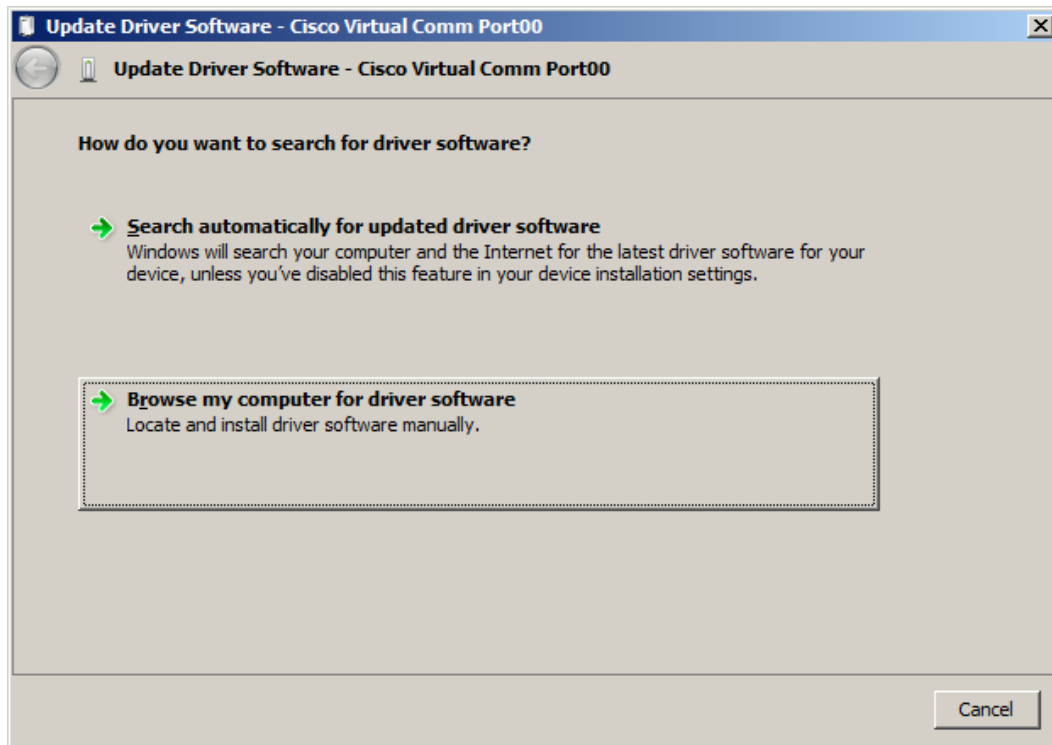 Update Driver Software - Cisco Virtual Comm Port00
Update Driver Software - Cisco Virtual Comm Port00
How do you want to search for driver software?
Search automatically for updated driver software
Windows will search your computer and the Internet for the latest driver software for your
device, unless you've disabled this feature in your device installation settings.
Browse my computer for driver software
Locate and install driver software manually.
Cancel